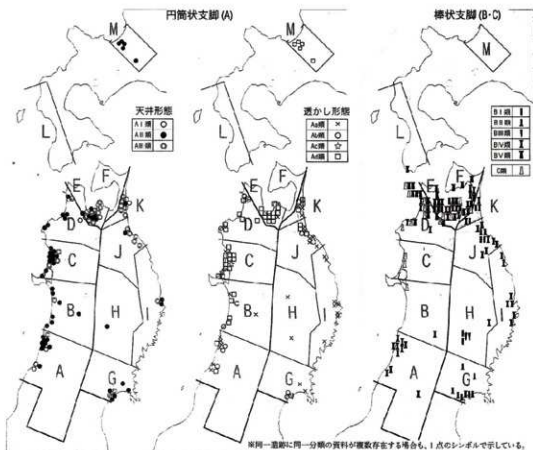 円筒状支脚(A)
棒状支脚(B・C)
M
M
L
L
L
天井形態
AⅠ類 ○
AⅡ類 ●
AⅢ類
透かし形態
Aa類 ×
Ab類 ○
Ac類 ☆
Ad類 □
BⅠ類
BⅡ類
BⅢ類
BⅣ類
BⅤ類
C類
F
E
K
D
J
C
B
H
I
A
G
F
E
K
D
J
C
B
H
I
A
G
F
E
K
D
J
C
B
H
I
A
G
※同一遺跡に同一分類の資料が複数存在する場合も、1点のシンボルで示している。